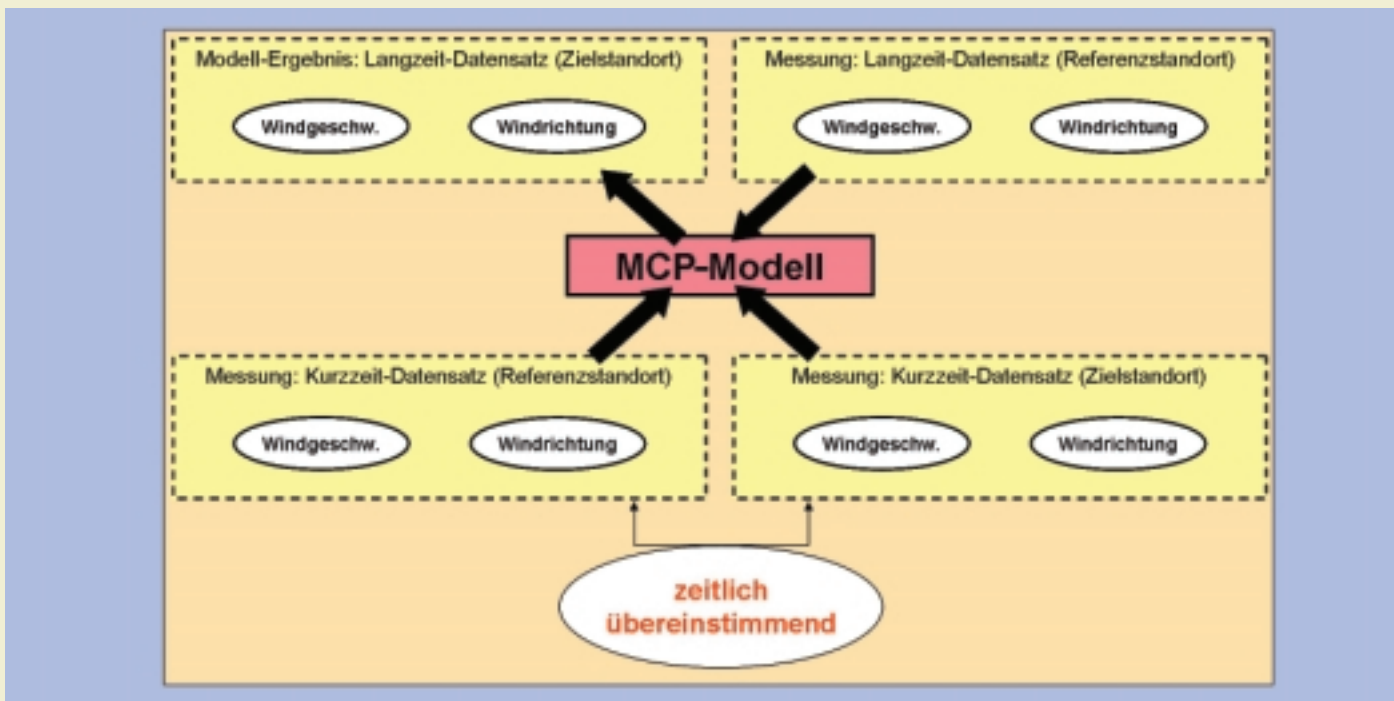 Modell-Ergebnis: Langzeit-Datensatz (Zielstandort)
Windgeschw.
Windrichtung
Messung: Langzeit-Datensatz (Referenzstandort)
Windgeschw.
Windrichtung
MCP-Modell
Messung: Kurzzeit-Datensatz (Referenzstandort)
Windgeschw.
Windrichtung
Messung: Kurzzeit-Datensatz (Zielstandort)
Windgeschw.
Windrichtung
zeitlich
übereinstimmend